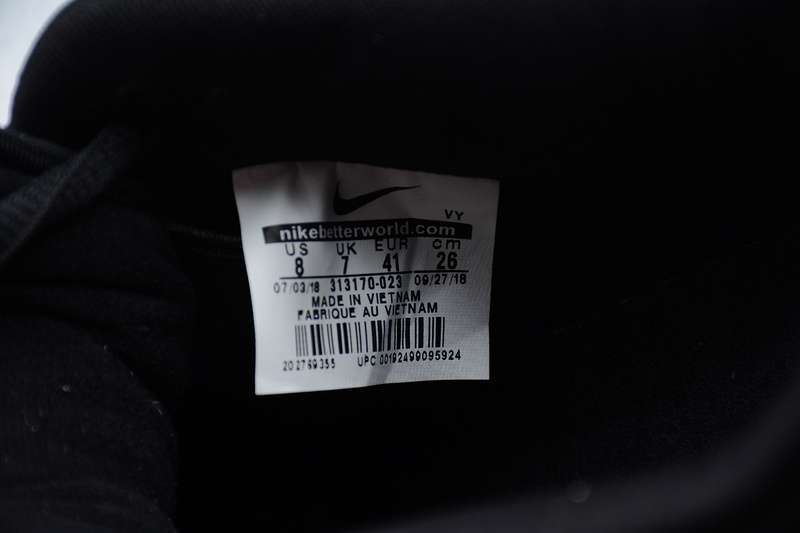 VY
nikebetterworld.com
US UK EUR cm
8 7 41 26
07/03/18 313170-023 09/27/18
MADE IN VIETNAM
FABRIQUE AU VIETNAM
202769355 UPC 00192499095924